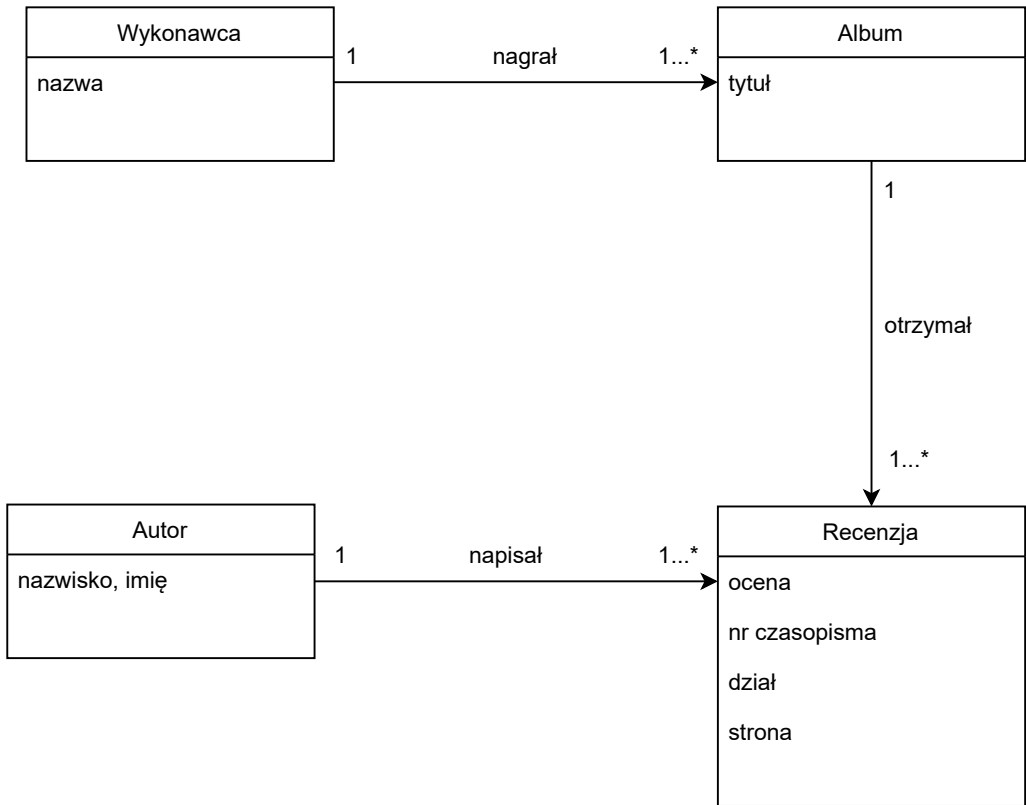 Wykonawca
nazwa
1
nagrał
1...*
Album
tytuł
1
otrzymał
1...*
Autor
nazwisko, imię
1
napisał
1...*
Recenzja
ocena
nr czasopisma
dział
strona